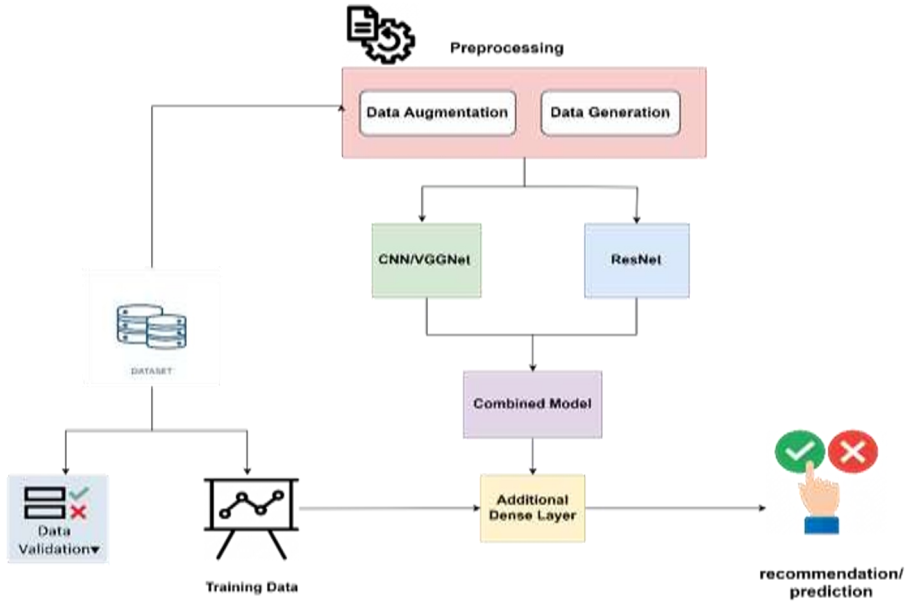 Preprocessing
Data Augmentation
Data Generation
CNN/VGGNet
ResNet
DATASET
Combined Model
Data
Validation▾
Training Data
Additional
Dense Layer
recommendation/
prediction